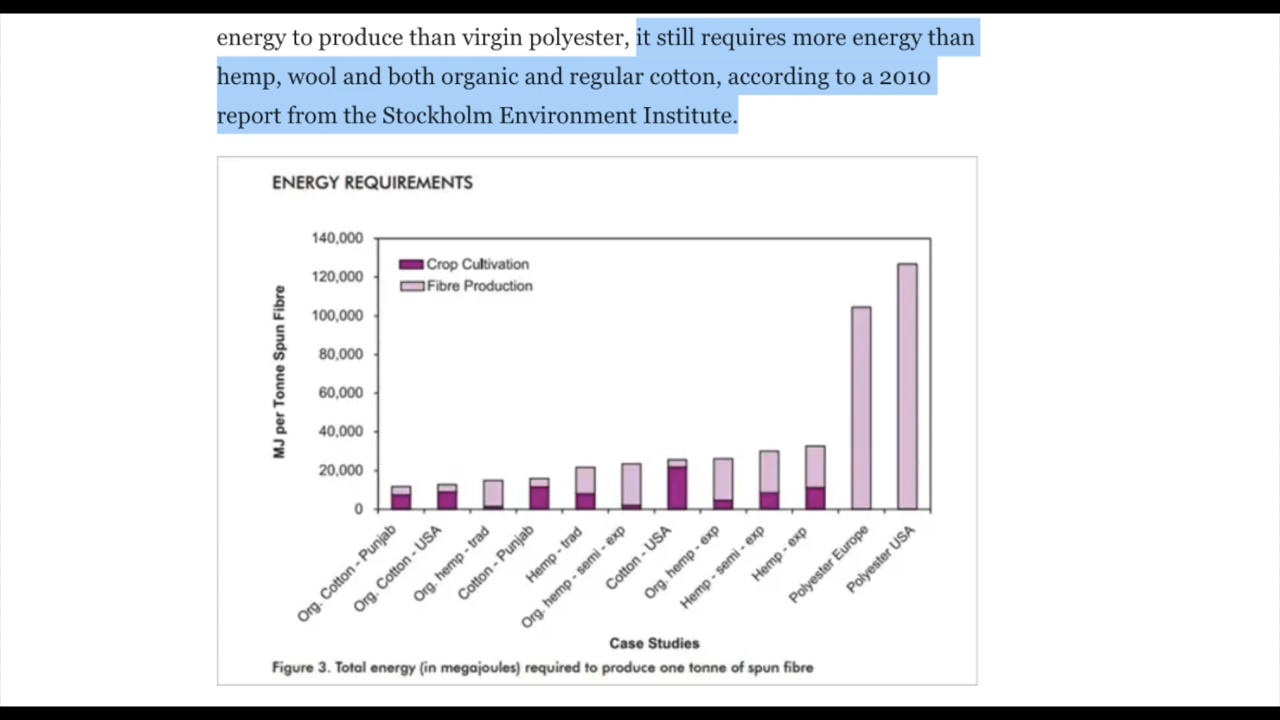 energy to produce than virgin polyester, it still requires more energy than
hemp, wool and both organic and regular cotton, according to a 2010
report from the Stockholm Environment Institute.
ENERGY REQUIREMENTS
140,000
120,000
100,000
80,000
60,000
40,000
20,000
0
MJ per Tonne Spun Fibre
Crop Cultivation
Fibre Production
Org. Cotton - Punjab
Org. Cotton - USA
Org. hemp - trad
Cotton - Punjab
Hemp - trad
Org. hemp - semi - exp
Cotton - USA
Org. hemp - exp
Hemp - semi - exp
Hemp - exp
Polyester Europe
Polyester USA
Case Studies
Figure 3. Total energy (in megajoules) required to produce one tonne of spun fibre